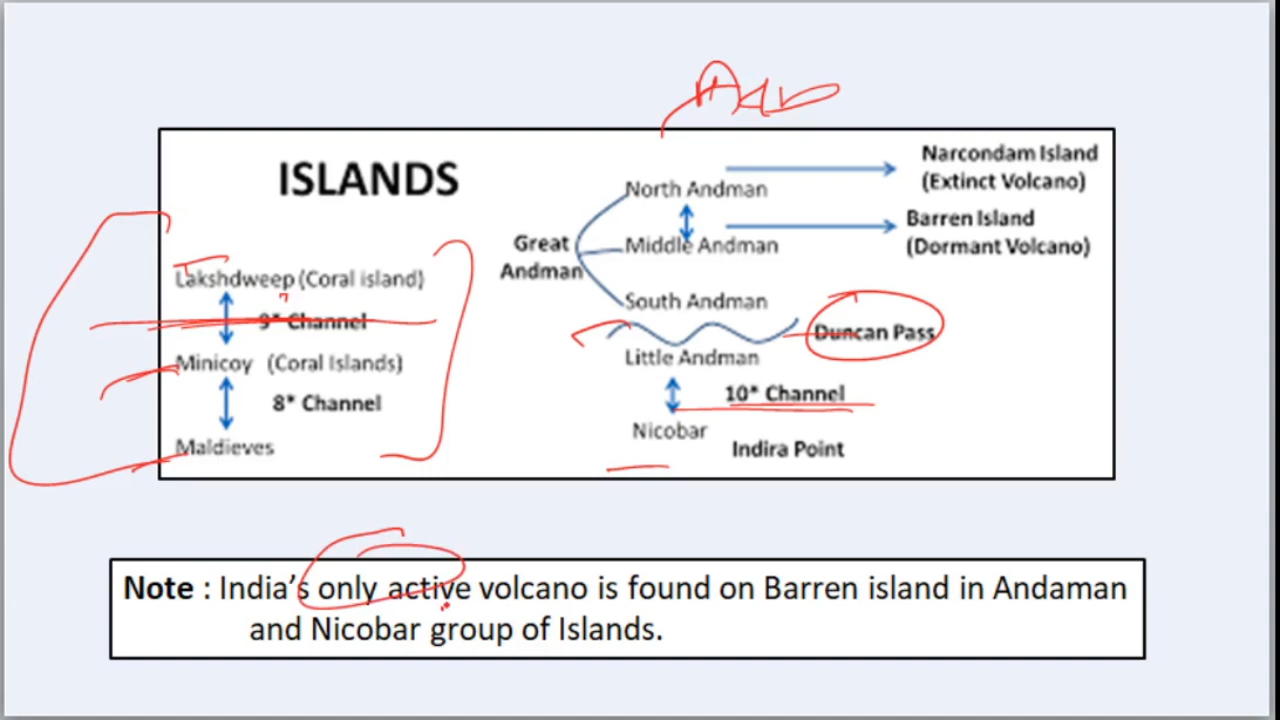 ISLANDS
Lakshdweep (Coral island)
9* Channel
Minicoy (Coral Islands)
8* Channel
Maldieves
Great
Andman
North Andman
Middle Andman
South Andman
Little Andman
Nicobar
Narcondam Island
(Extinct Volcano)
Barren Island
(Dormant Volcano)
Duncan Pass
10* Channel
Indira Point
Note : India's only active volcano is found on Barren island in Andaman
and Nicobar group of Islands.